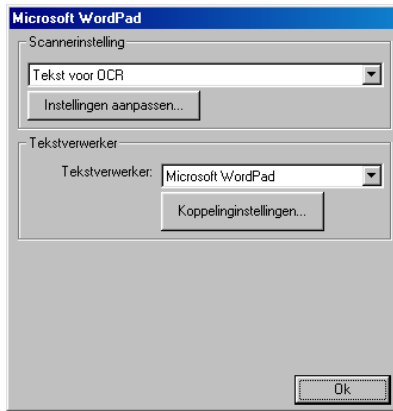 Microsoft WordPad
Scannerinstelling
Tekst voor OCR
Instellingen aanpassen...
Tekstverwerker
Tekstverwerker: Microsoft WordPad
Koppelinginstellingen...
Ok